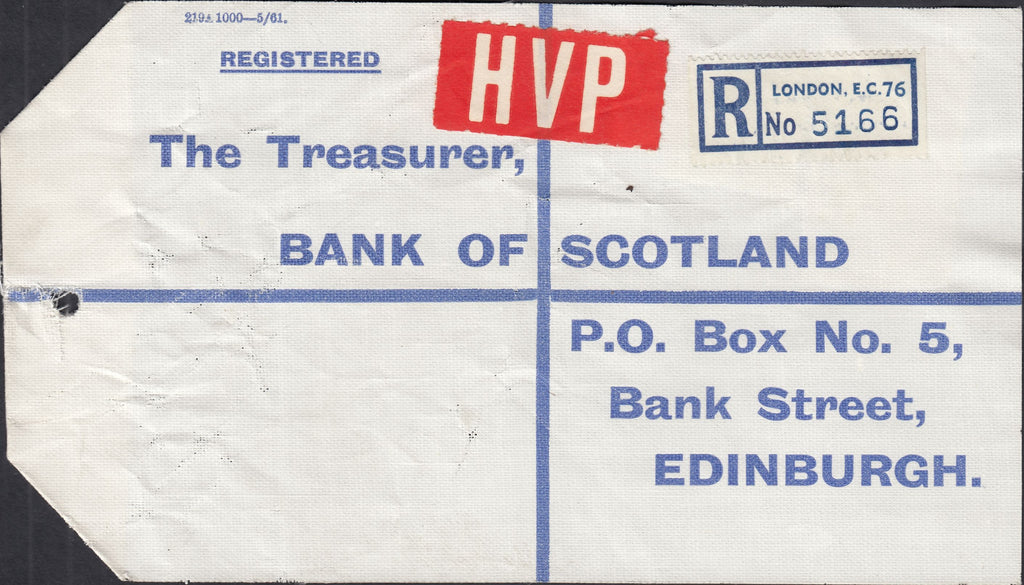 219A 1000—5/61.
REGISTERED
HVP
R
LONDON, E.C.76
No 5166
The Treasurer,
BANK OF SCOTLAND
P.O. Box No. 5,
Bank Street,
EDINBURGH.